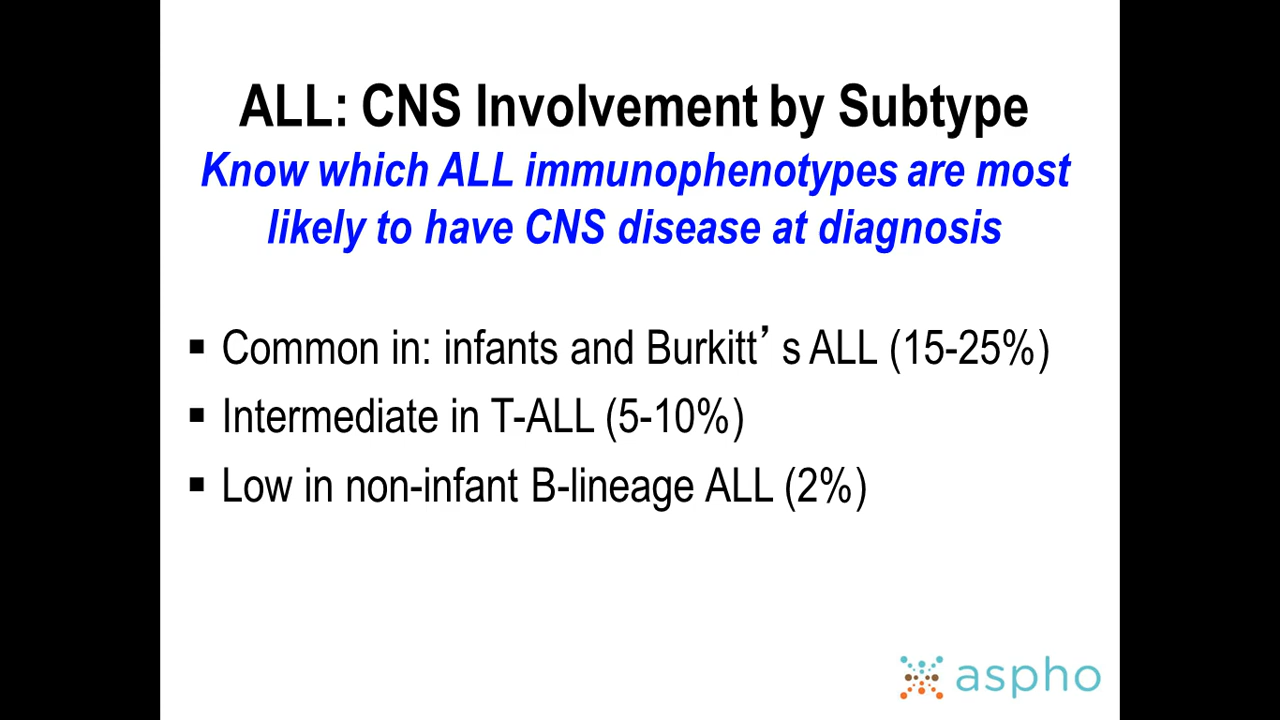 ALL: CNS Involvement by Subtype
Know which ALL immunophenotypes are most
likely to have CNS disease at diagnosis
▪ Common in: infants and Burkitt’s ALL (15-25%)
▪ Intermediate in T-ALL (5-10%)
▪ Low in non-infant B-lineage ALL (2%)
aspho